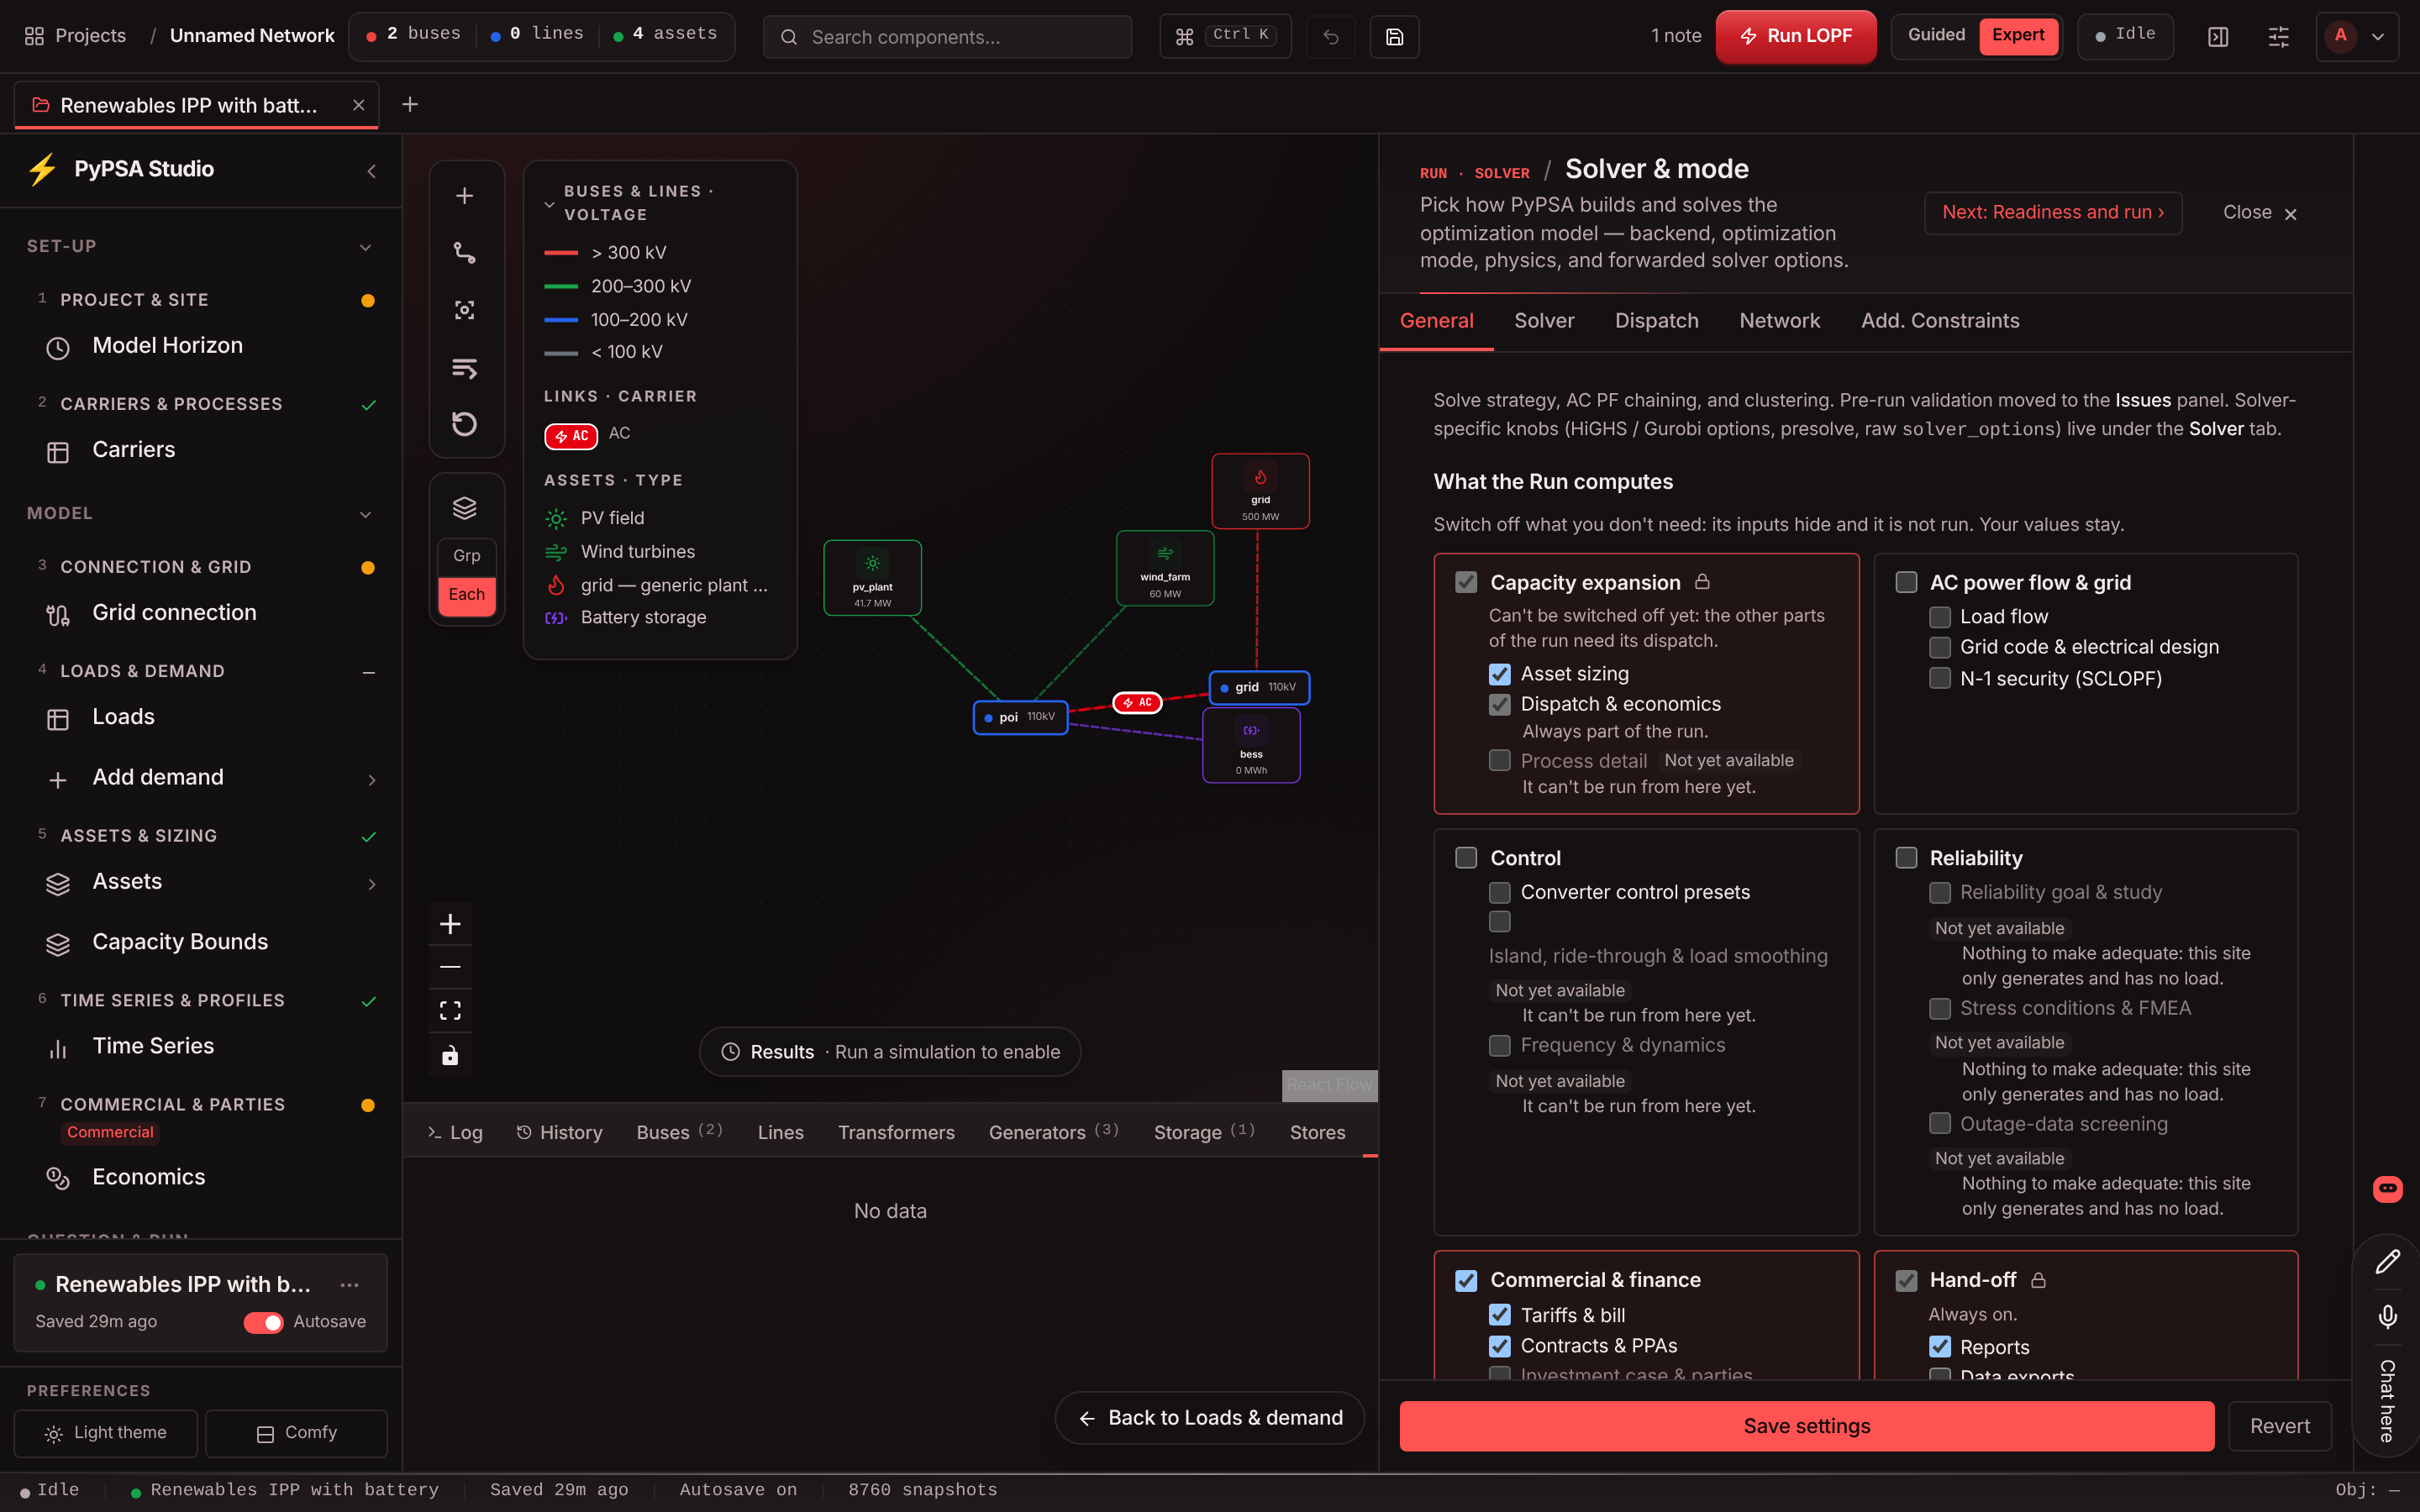 Projects / Unnamed Network
2 buses
0 lines
4 assets
Search components...
Ctrl K
1 note
Run LOPF
Guided
Expert
Idle
A
Renewables IPP with batt...
PyPSA Studio
SET-UP
1 PROJECT & SITE
Model Horizon
2 CARRIERS & PROCESSES
Carriers
MODEL
3 CONNECTION & GRID
Grid connection
4 LOADS & DEMAND
Loads
Add demand
5 ASSETS & SIZING
Assets
Capacity Bounds
6 TIME SERIES & PROFILES
Time Series
7 COMMERCIAL & PARTIES
Commercial
Economics
QUESTION & RUN
Renewables IPP with b...
Saved 29m ago
Autosave
PREFERENCES
Light theme
Comfy
Grp
Each
BUSES & LINES ·
VOLTAGE
> 300 kV
200–300 kV
100–200 kV
< 100 kV
LINKS · CARRIER
AC AC
ASSETS · TYPE
PV field
Wind turbines
grid — generic plant ...
Battery storage
pv_plant
41.7 MW
wind_farm
60 MW
grid
500 MW
poi 110kV
AC
grid 110kV
bess
0 MWh
Results · Run a simulation to enable
React Flow
Log
History
Buses (2)
Lines
Transformers
Generators (3)
Storage (1)
Stores
No data
Back to Loads & demand
RUN · SOLVER / Solver & mode
Pick how PyPSA builds and solves the
optimization model — backend, optimization
mode, physics, and forwarded solver options.
Next: Readiness and run ›
Close
General
Solver
Dispatch
Network
Add. Constraints
Solve strategy, AC PF chaining, and clustering. Pre-run validation moved to the Issues panel. Solver-
specific knobs (HiGHS / Gurobi options, presolve, raw solver_options) live under the Solver tab.
What the Run computes
Switch off what you don't need: its inputs hide and it is not run. Your values stay.
Capacity expansion
Can't be switched off yet: the other parts
of the run need its dispatch.
Asset sizing
Dispatch & economics
Always part of the run.
Process detail Not yet available
It can't be run from here yet.
AC power flow & grid
Load flow
Grid code & electrical design
N-1 security (SCLOPF)
Control
Converter control presets
Island, ride-through & load smoothing
Not yet available
It can't be run from here yet.
Frequency & dynamics
Not yet available
It can't be run from here yet.
Reliability
Reliability goal & study
Not yet available
Nothing to make adequate: this site
only generates and has no load.
Stress conditions & FMEA
Not yet available
Nothing to make adequate: this site
only generates and has no load.
Outage-data screening
Not yet available
Nothing to make adequate: this site
only generates and has no load.
Commercial & finance
Tariffs & bill
Contracts & PPAs
Investment case & parties
Hand-off
Always on.
Reports
Data exports
Save settings
Revert
Chat here
Idle
Renewables IPP with battery
Saved 29m ago
Autosave on
8760 snapshots
Obj: —